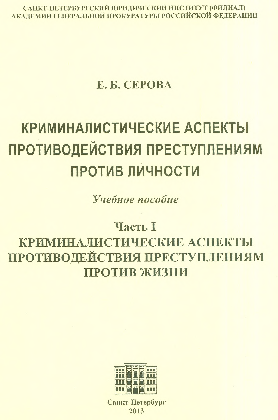 САНКТ-ПЕТЕРБУРГСКИЙ ЮРИДИЧЕСКИЙ ИНСТИТУТ (ФИЛИАЛ)
АКАДЕМИИ ГЕНЕРАЛЬНОЙ ПРОКУРАТУРЫ РОССИЙСКОЙ ФЕДЕРАЦИИ
Е. Б. СЕРОВА
КРИМИНАЛИСТИЧЕСКИЕ АСПЕКТЫ
ПРОТИВОДЕЙСТВИЯ ПРЕСТУПЛЕНИЯМ
ПРОТИВ ЛИЧНОСТИ
Учебное пособие
Часть I
КРИМИНАЛИСТИЧЕСКИЕ АСПЕКТЫ
ПРОТИВОДЕЙСТВИЯ ПРЕСТУПЛЕНИЯМ
ПРОТИВ ЖИЗНИ
Санкт-Петербург
2013